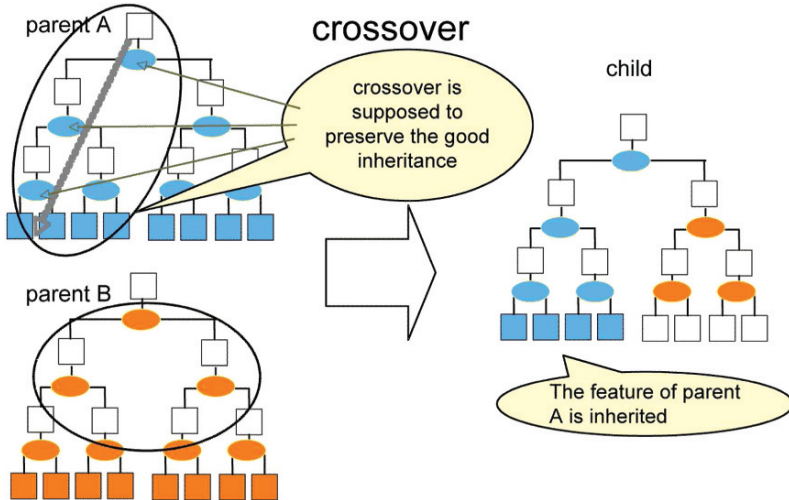 parent A
crossover
crossover is
supposed to
preserve the good
inheritance
child
parent B
The feature of parent
A is inherited